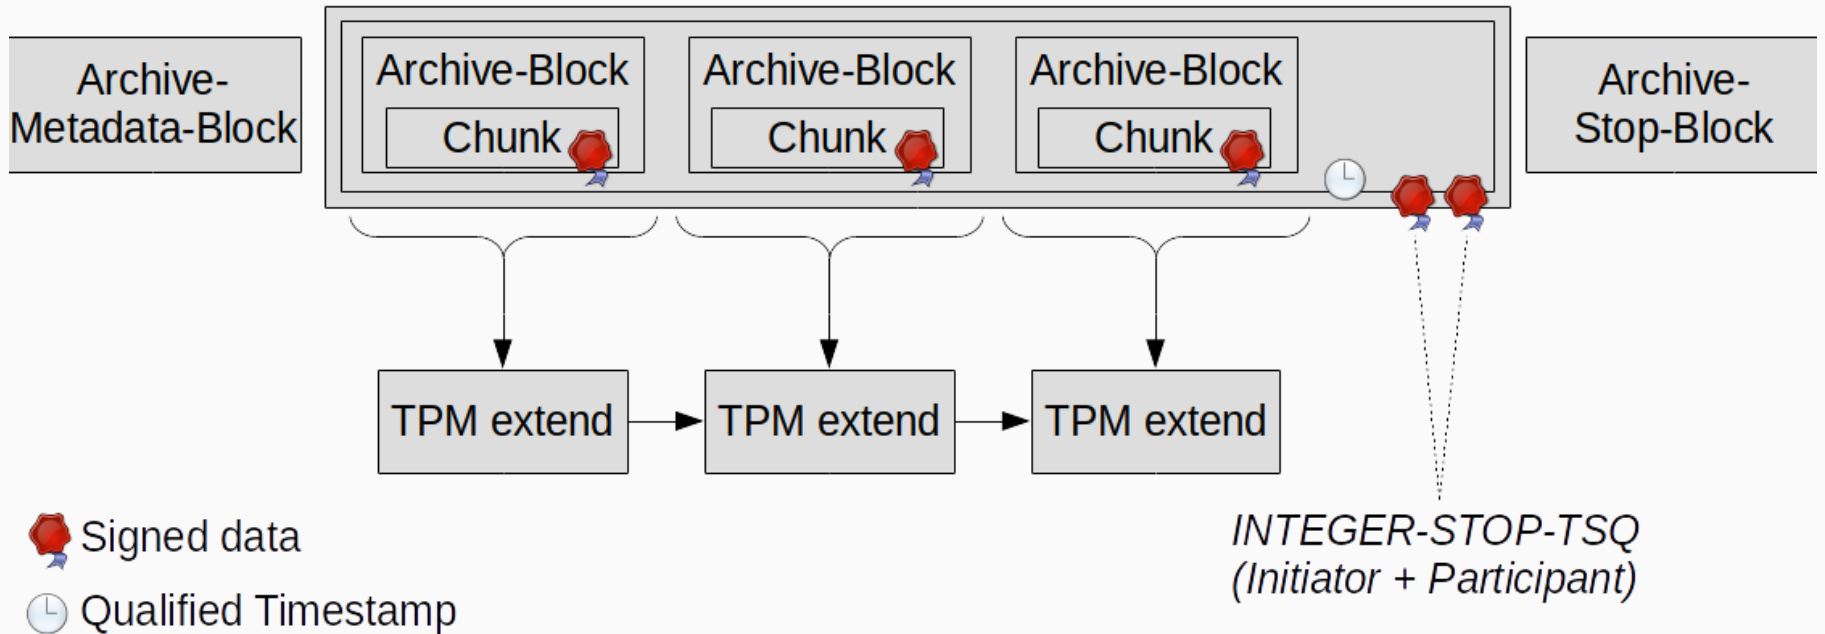 Archive-
Metadata-Block
Archive-Block
Chunk
Archive-Block
Chunk
Archive-Block
Chunk
Archive-
Stop-Block
TPM extend
TPM extend
TPM extend
INTEGER-STOP-TSQ
(Initiator + Participant)
Signed data
Qualified Timestamp